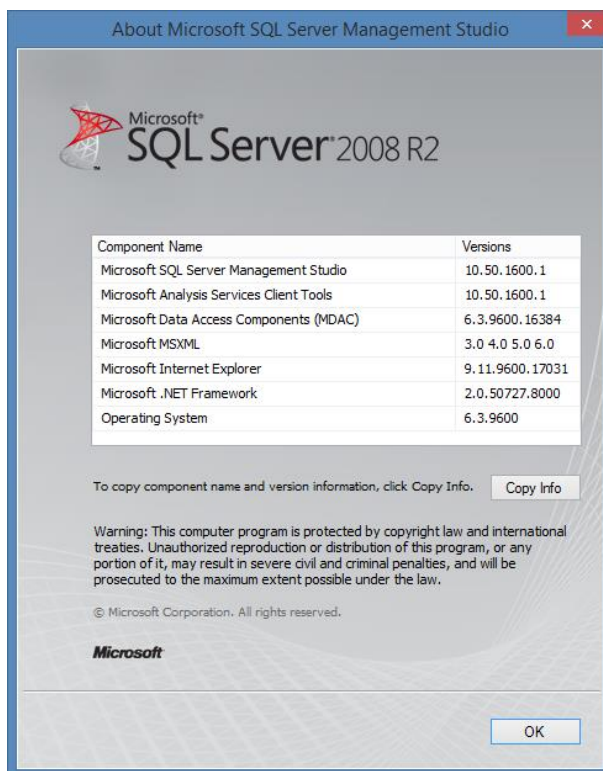 About Microsoft SQL Server Management Studio
Microsoft®
SQL Server® 2008 R2
Component Name Versions
Microsoft SQL Server Management Studio 10.50.1600.1
Microsoft Analysis Services Client Tools 10.50.1600.1
Microsoft Data Access Components (MDAC) 6.3.9600.16384
Microsoft MSXML 3.0 4.0 5.0 6.0
Microsoft Internet Explorer 9.11.9600.17031
Microsoft .NET Framework 2.0.50727.8000
Operating System 6.3.9600
To copy component name and version information, click Copy Info. Copy Info
Warning: This computer program is protected by copyright law and international
treaties. Unauthorized reproduction or distribution of this program, or any
portion of it, may result in severe civil and criminal penalties, and will be
prosecuted to the maximum extent possible under the law.
© Microsoft Corporation. All rights reserved.
Microsoft
OK